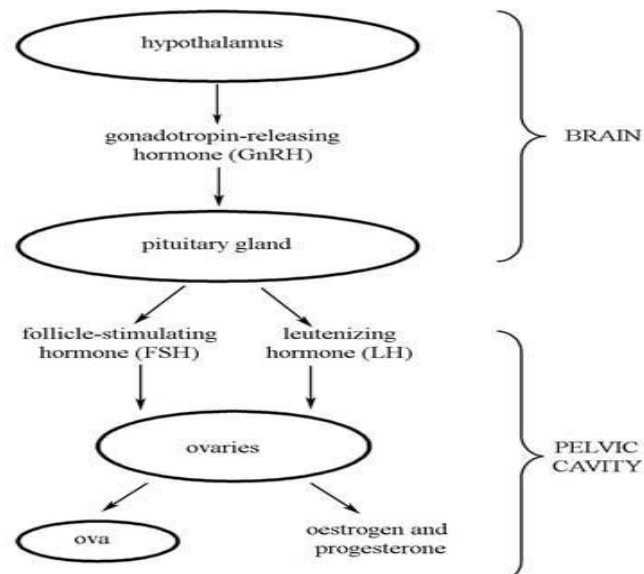 hypothalamus
gonadotropin-releasing
hormone (GnRH)
BRAIN
pituitary gland
follicle-stimulating
hormone (FSH)
leutenizing
hormone (LH)
ovaries
PELVIC
CAVITY
ova
oestrogen and
progesterone